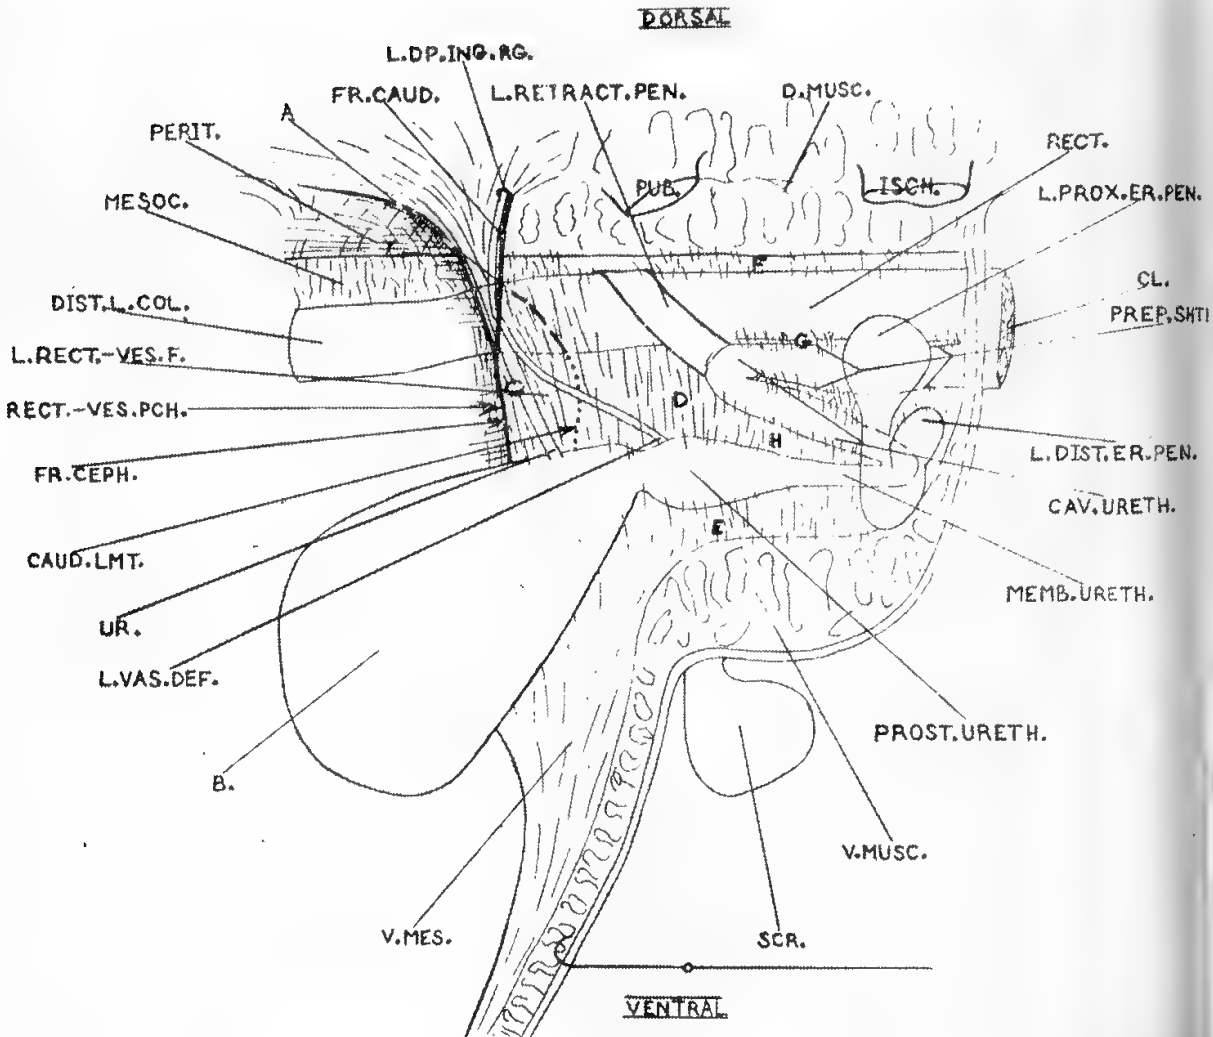 DORSAL
L.DP.ING.RG.
FR.CAUD.
L.RETRACT.PEN.
D.MUSC.
A
PERIT.
RECT.
PUB.
ISCH.
L.PROX.ER.PEN.
MESOC.
F
CL.
DIST.L.COL.
PREP.SHTH
G
L.RECT.-VES.F.
C
D
RECT.-VES.PCH.
H
L.DIST.ER.PEN.
FR.CEPH.
CAV.URETH.
E
CAUD.LMT.
MEMB.URETH.
UR.
L.VAS.DEF.
PROST.URETH.
B.
V.MUSC.
V.MES.
SCR.
VENTRAL